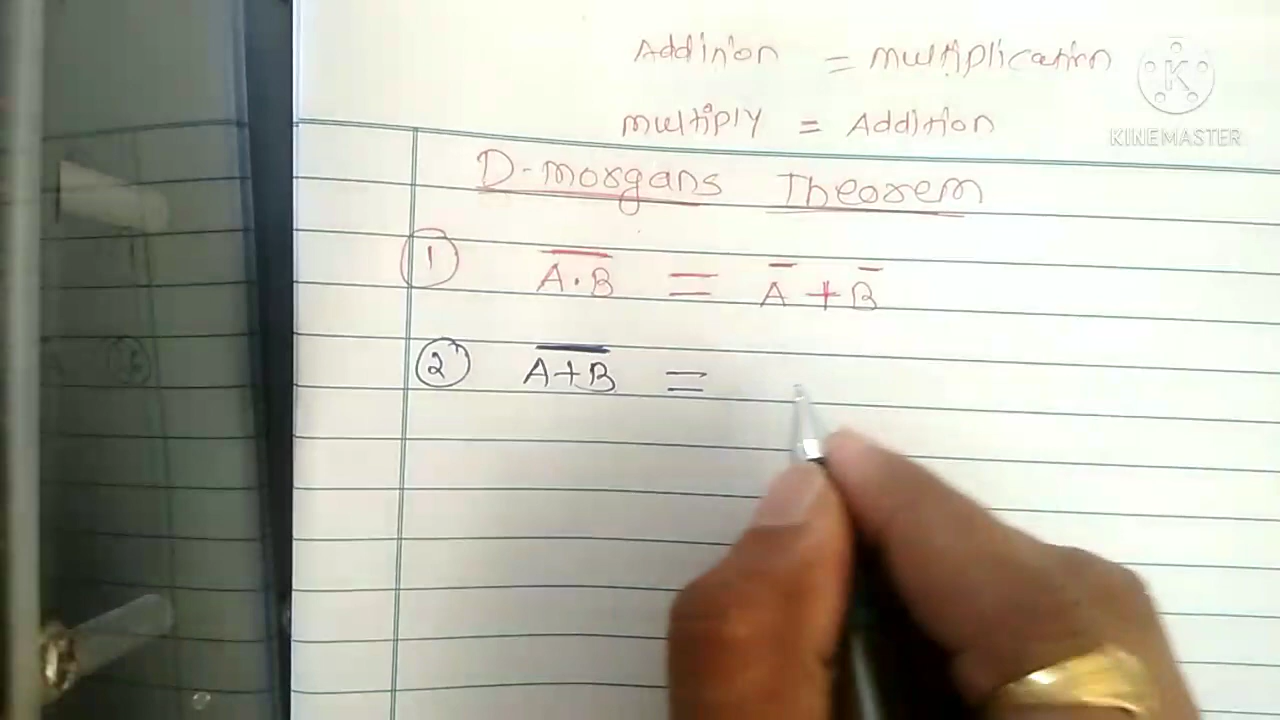 Addition = multiplication
multiply = Addition
KINEMASTER
D-morgans Theorem
① A̅·̅B̅ = A̅ + B̅
② A̅+̅B̅ =